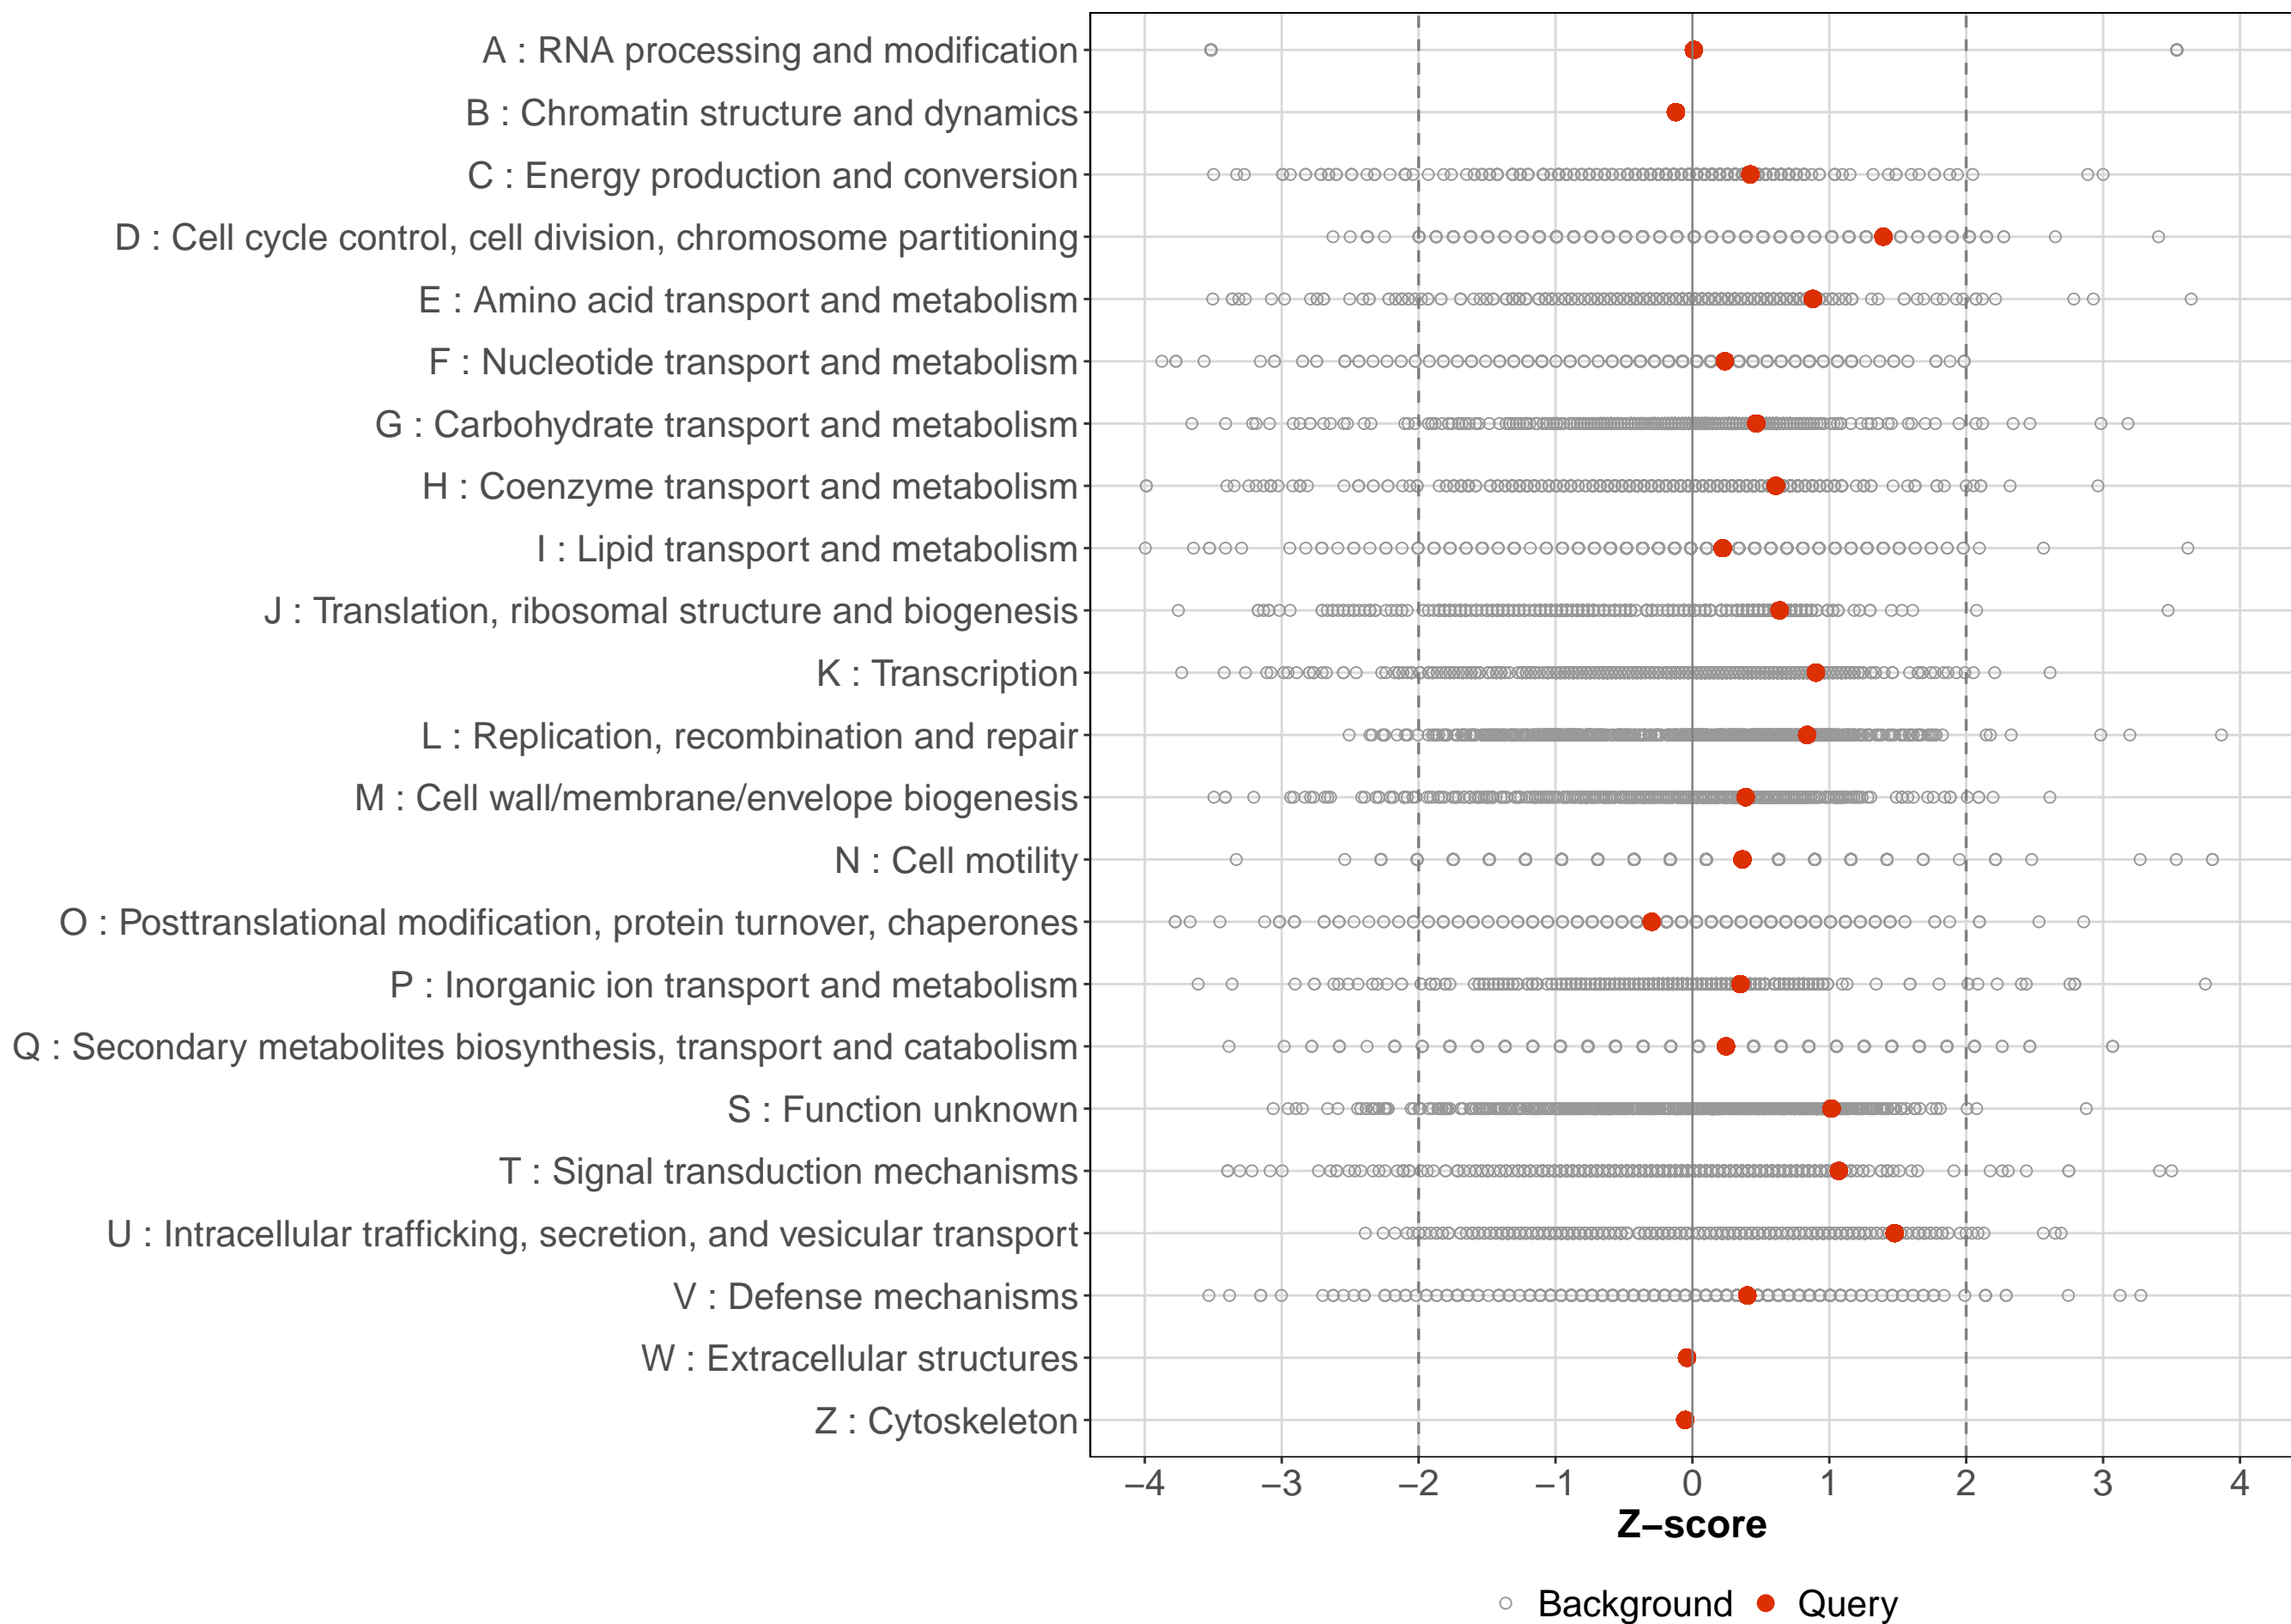 A : RNA processing and modification
B : Chromatin structure and dynamics
C : Energy production and conversion
D : Cell cycle control, cell division, chromosome partitioning
E : Amino acid transport and metabolism
F : Nucleotide transport and metabolism
G : Carbohydrate transport and metabolism
H : Coenzyme transport and metabolism
I : Lipid transport and metabolism
J : Translation, ribosomal structure and biogenesis
K : Transcription
L : Replication, recombination and repair
M : Cell wall/membrane/envelope biogenesis
N : Cell motility
O : Posttranslational modification, protein turnover, chaperones
P : Inorganic ion transport and metabolism
Q : Secondary metabolites biosynthesis, transport and catabolism
S : Function unknown
T : Signal transduction mechanisms
U : Intracellular trafficking, secretion, and vesicular transport
V : Defense mechanisms
W : Extracellular structures
Z : Cytoskeleton
−4 −3 −2 −1 0 1 2 3 4
Z−score
Background Query